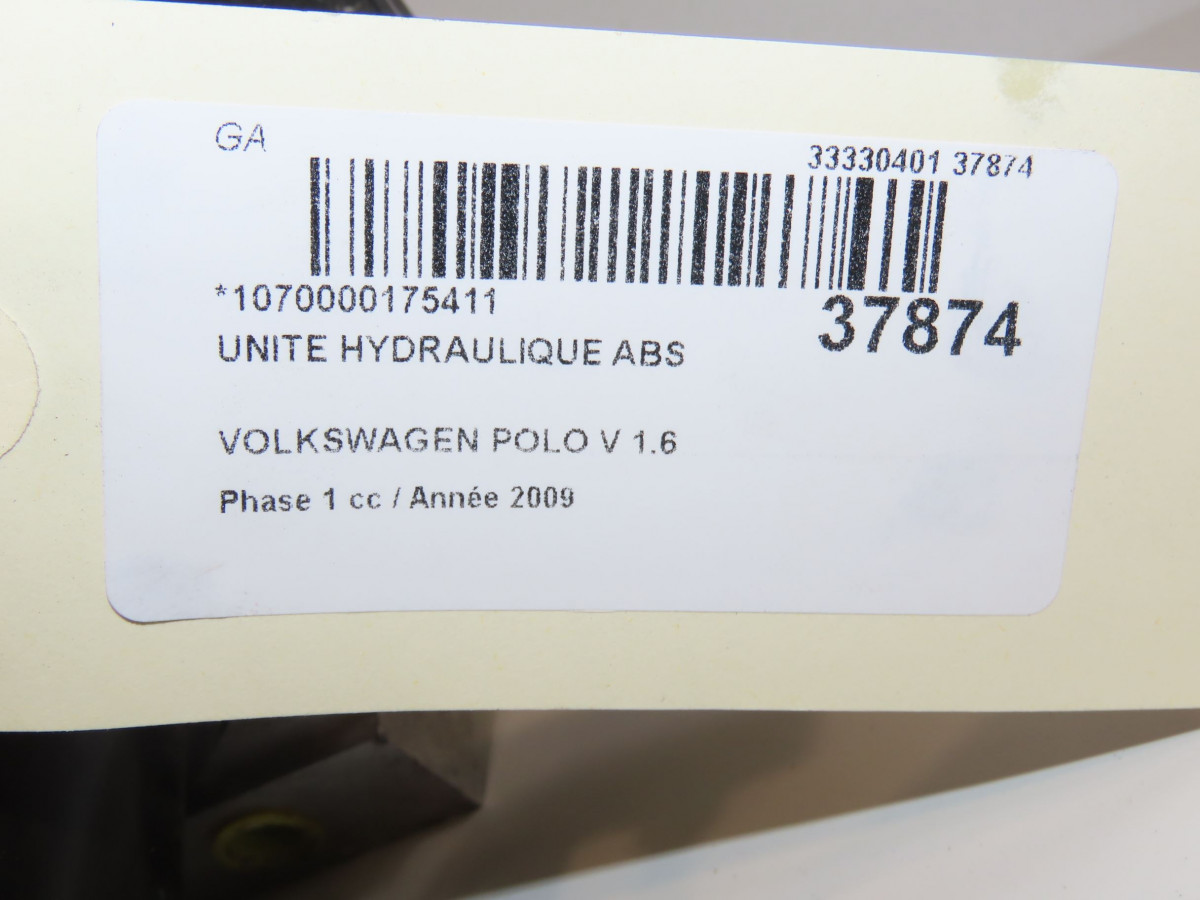 GA
33330401 37874
*1070000175411
37874
UNITE HYDRAULIQUE ABS
VOLKSWAGEN POLO V 1.6
Phase 1 cc / Année 2009